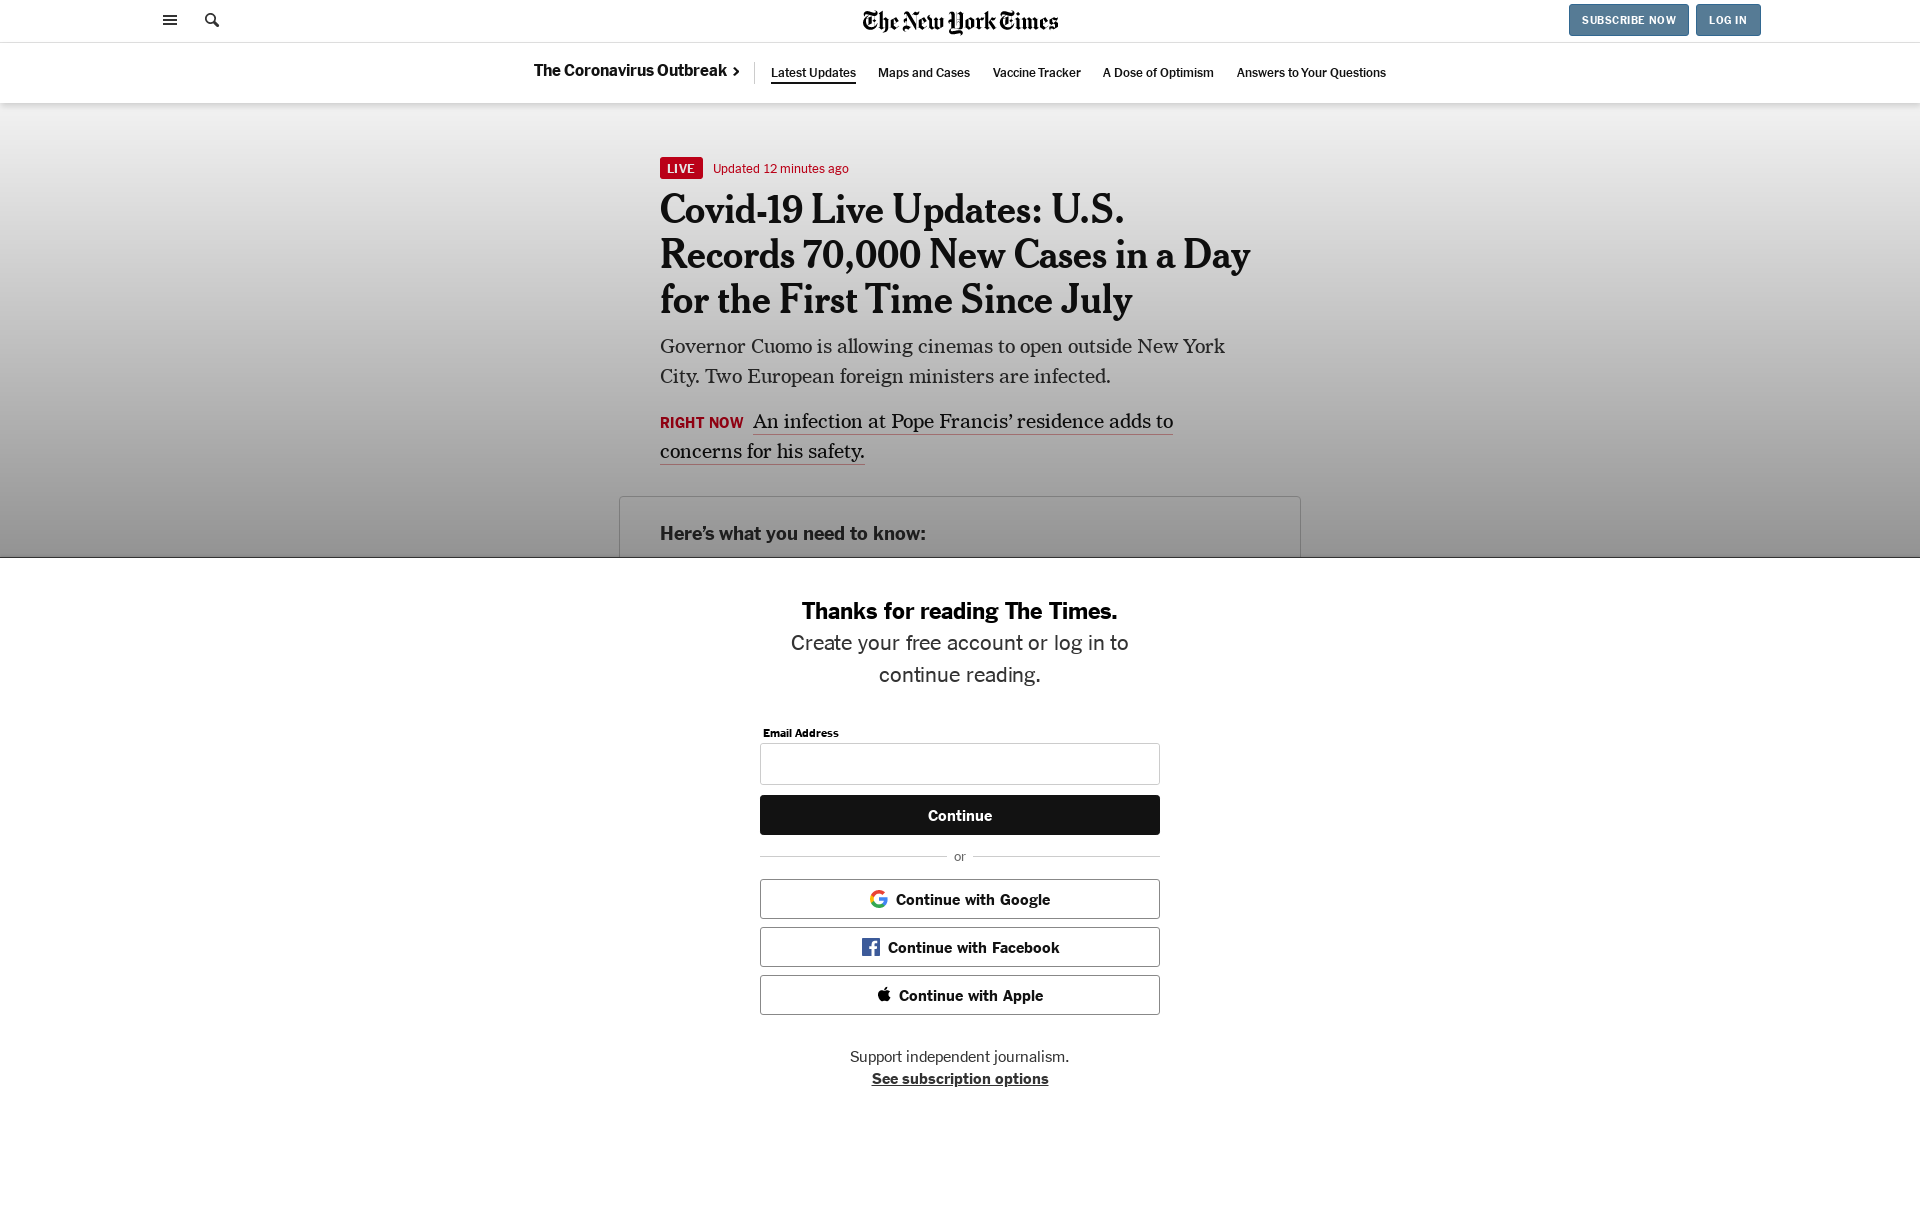 The New York Times
SUBSCRIBE NOW
LOG IN
The Coronavirus Outbreak
Latest Updates
Maps and Cases
Vaccine Tracker
A Dose of Optimism
Answers to Your Questions
LIVE Updated 12 minutes ago
Covid-19 Live Updates: U.S.
Records 70,000 New Cases in a Day
for the First Time Since July
Governor Cuomo is allowing cinemas to open outside New York
City. Two European foreign ministers are infected.
RIGHT NOW An infection at Pope Francis’ residence adds to
concerns for his safety.
Here’s what you need to know:
Thanks for reading The Times.
Create your free account or log in to
continue reading.
Email Address
Continue
or
Continue with Google
Continue with Facebook
Continue with Apple
Support independent journalism.
See subscription options